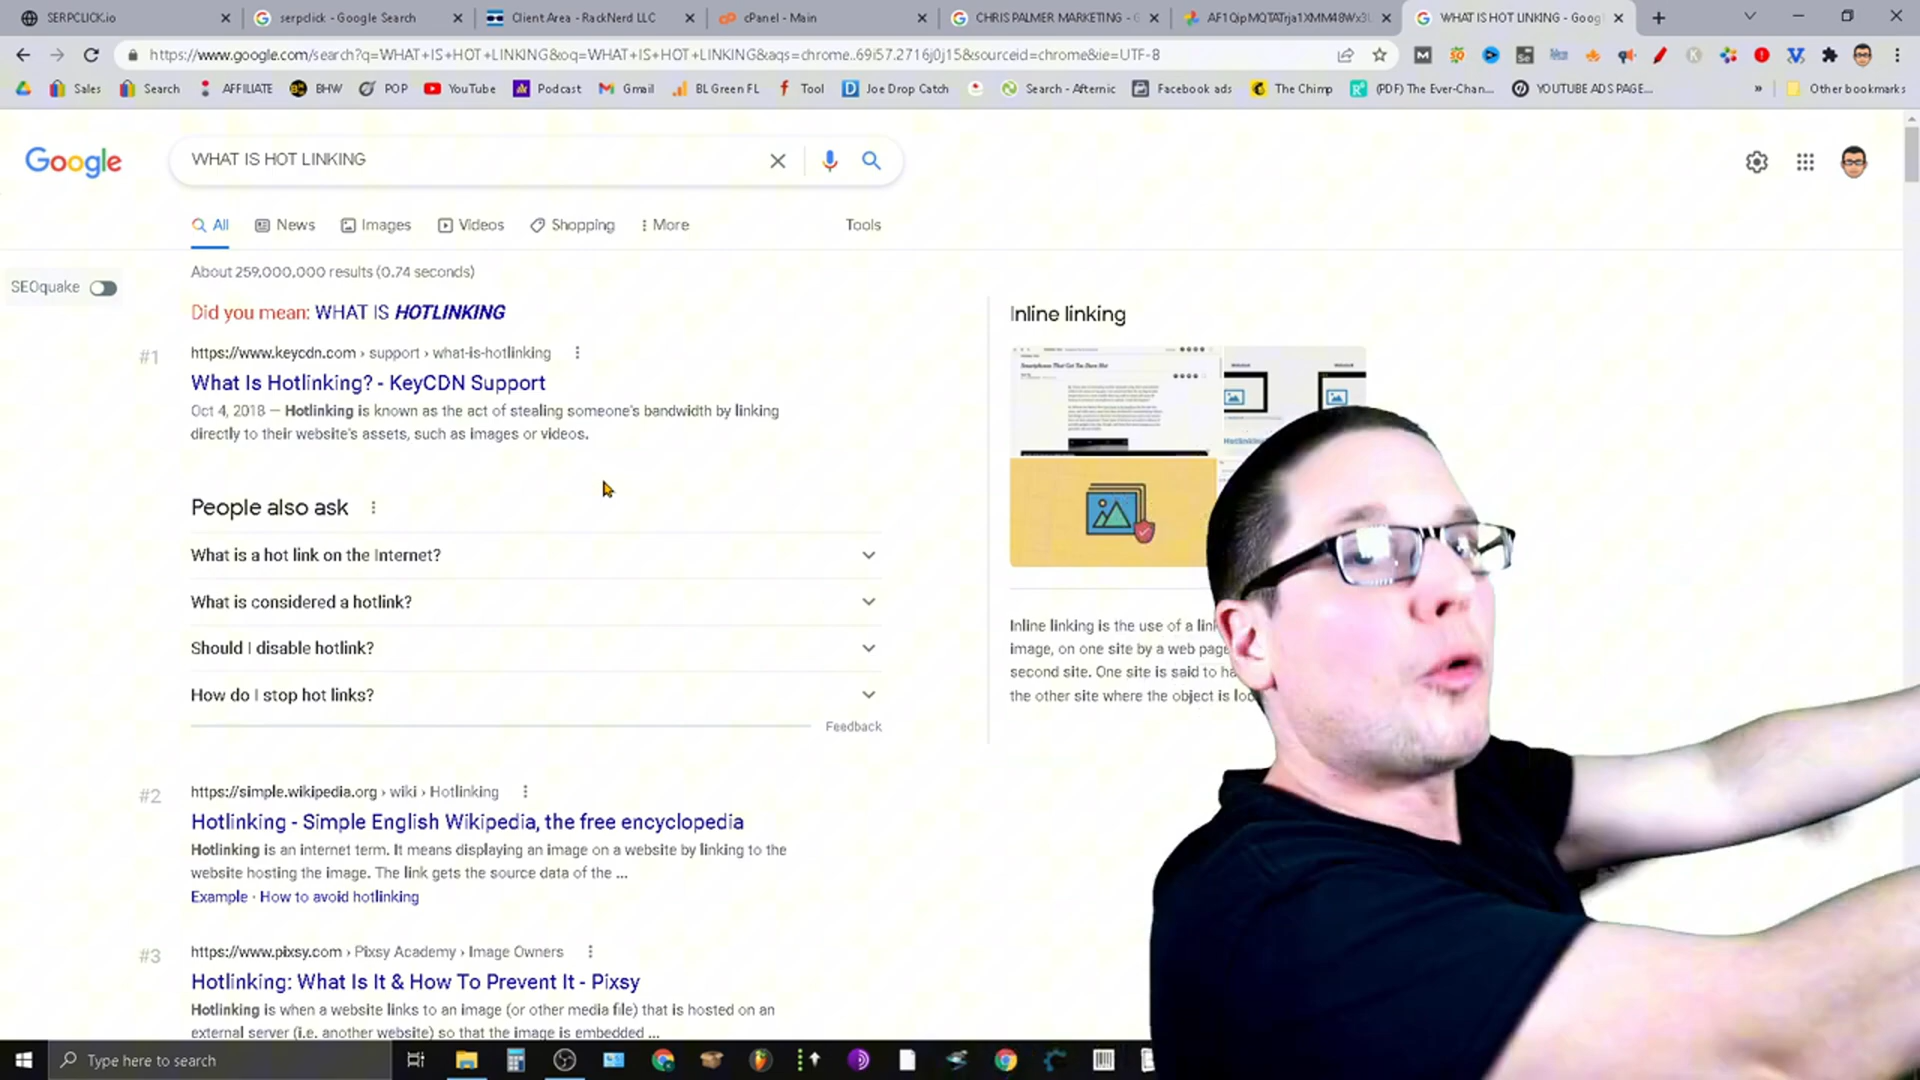 SERPCLICK.io
serpclick - Google Search
Client Area - RackNerd LLC
cPanel - Main
CHRIS PALMER MARKETING - G
AF1QipMQTATrja1XMM48Wx3U
WHAT IS HOT LINKING - Goog
https://www.google.com/search?q=WHAT+IS+HOT+LINKING&oq=WHAT+IS+HOT+LINKING&aqs=chrome..69i57.2716j0j15&sourceid=chrome&ie=UTF-8
Sales
Search
AFFILIATE
BHW
POP
YouTube
Podcast
Gmail
BL Green FL
Tool
Joe Drop Catch
Search - Afternic
Facebook ads
The Chimp
(PDF) The Ever-Chan...
YOUTUBE ADS PAGE...
»
Other bookmarks
Google
WHAT IS HOT LINKING
All
News
Images
Videos
Shopping
More
Tools
SEOquake
About 259,000,000 results (0.74 seconds)
Did you mean: WHAT IS HOTLINKING
#1
https://www.keycdn.com › support › what-is-hotlinking
What Is Hotlinking? - KeyCDN Support
Oct 4, 2018 — Hotlinking is known as the act of stealing someone's bandwidth by linking
directly to their website's assets, such as images or videos.
People also ask
What is a hot link on the Internet?
What is considered a hotlink?
Should I disable hotlink?
How do I stop hot links?
Feedback
#2
https://simple.wikipedia.org › wiki › Hotlinking
Hotlinking - Simple English Wikipedia, the free encyclopedia
Hotlinking is an internet term. It means displaying an image on a website by linking to the
website hosting the image. The link gets the source data of the ...
Example · How to avoid hotlinking
#3
https://www.pixsy.com › Pixsy Academy › Image Owners
Hotlinking: What Is It & How To Prevent It - Pixsy
Hotlinking is when a website links to an image (or other media file) that is hosted on an
external server (i.e. another website) so that the image is embedded ...
Inline linking
Inline linking is the use of a lin
image, on one site by a web page
second site. One site is said to ha
the other site where the object is loc
Type here to search